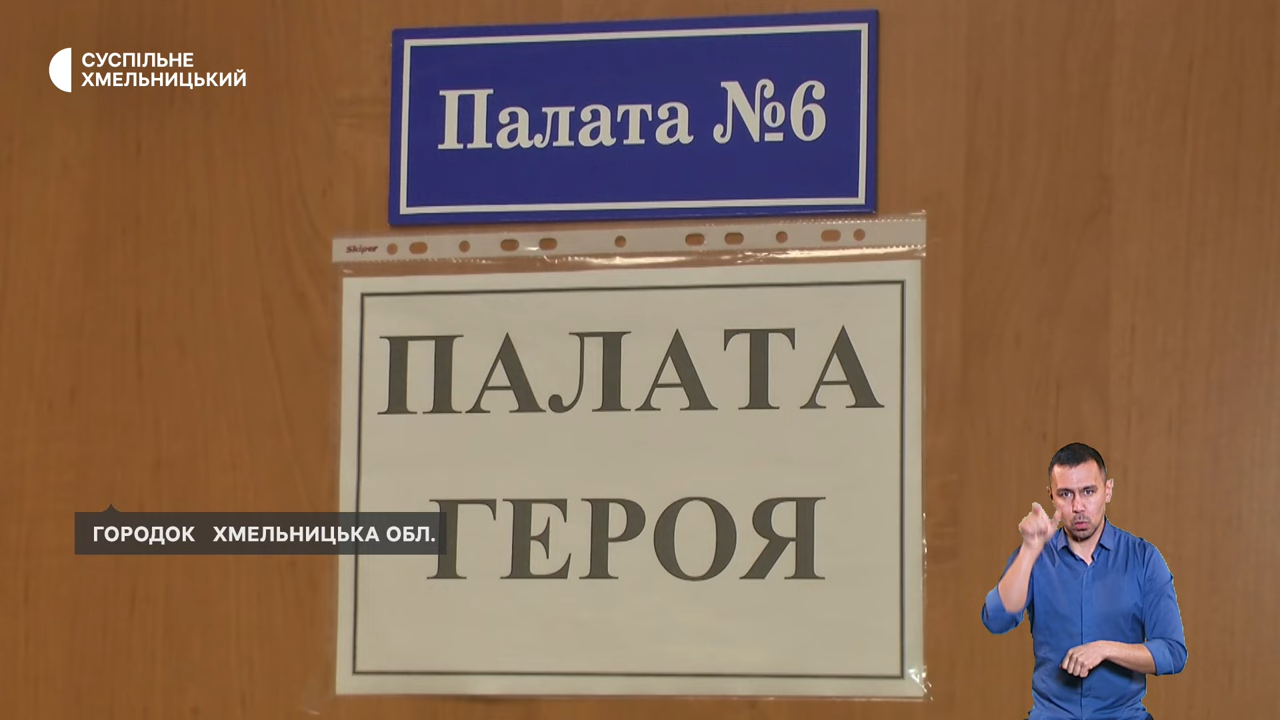 СУСПІЛЬНЕ
ХМЕЛЬНИЦЬКИЙ
Палата №6
Skiper
ПАЛАТА
ГЕРОЯ
ГОРОДОК ХМЕЛЬНИЦЬКА ОБЛ.